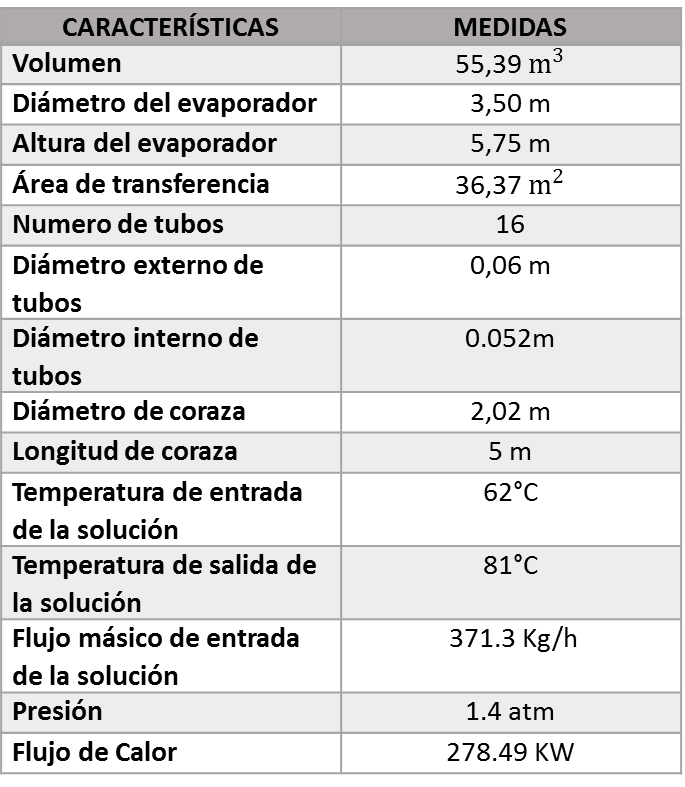 CARACTERÍSTICAS MEDIDAS
Volumen 55,39 m³
Diámetro del evaporador 3,50 m
Altura del evaporador 5,75 m
Área de transferencia 36,37 m²
Numero de tubos 16
Diámetro externo de 0,06 m
tubos
Diámetro interno de 0.052m
tubos
Diámetro de coraza 2,02 m
Longitud de coraza 5 m
Temperatura de entrada 62°C
de la solución
Temperatura de salida de 81°C
la solución
Flujo másico de entrada 371.3 Kg/h
de la solución
Presión 1.4 atm
Flujo de Calor 278.49 KW